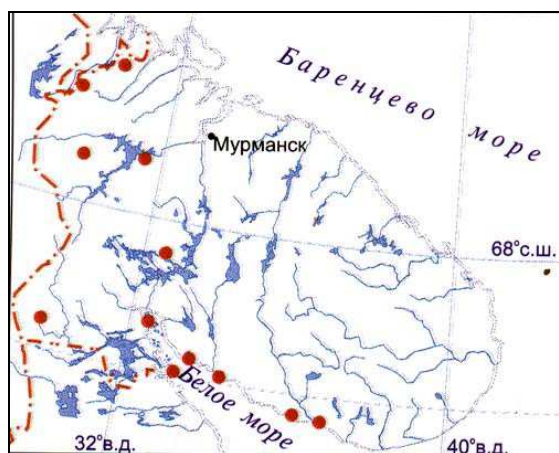 Баренцево
море
Мурманск
68°с.ш.
Белое море
32°в.д.
40°в.д.